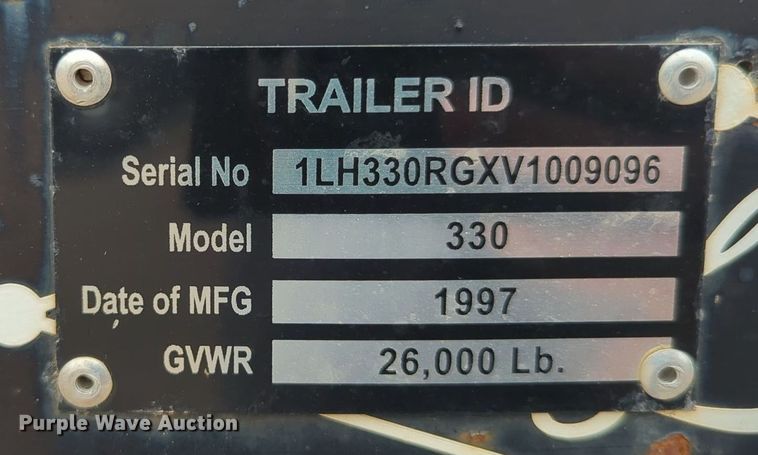 TRAILER ID
Serial No 1LH330RGXV1009096
Model 330
Date of MFG 1997
GVWR 26,000 Lb.
Purple Wave Auction